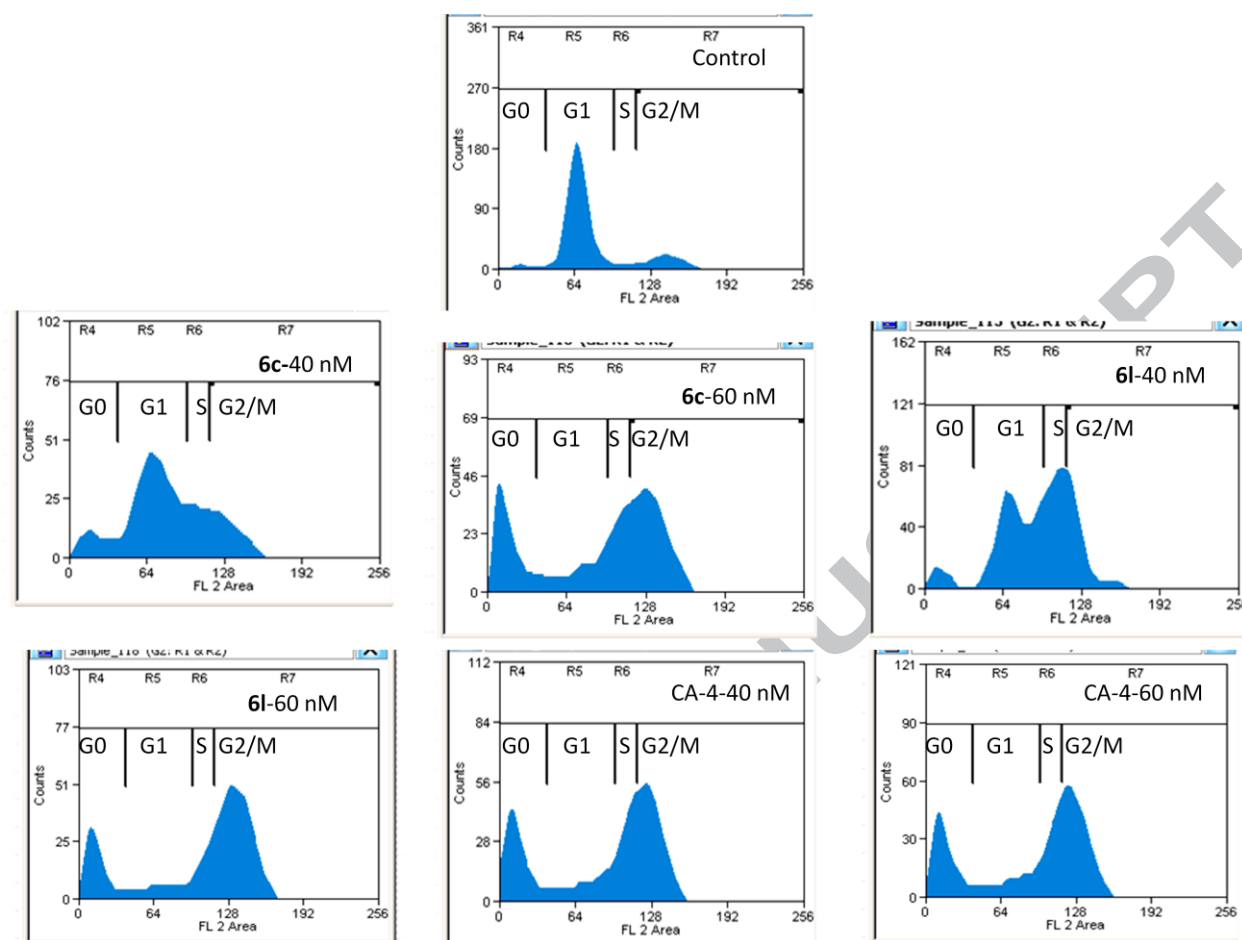 361
R4 R5 R6 R7
Control
270
G0 G1 S G2/M
180
Counts
90
0
0 64 128 192 256
FL 2 Area
102
R4 R5 R6 R7
6c-40 nM
76
G0 G1 S G2/M
51
Counts
25
0
0 64 128 192 256
FL 2 Area
93
R4 R5 R6 R7
6c-60 nM
69
G0 G1 S G2/M
46
Counts
23
0
0 64 128 192 256
FL 2 Area
162
R4 R5 R6 R7
6l-40 nM
121
G0 G1 S G2/M
81
Counts
40
0
0 64 128 192
FL 2 Area
Sample_118 (G2: R1 & R2)
103
R4 R5 R6 R7
6l-60 nM
77
G0 G1 S G2/M
51
Counts
25
0
0 64 128 192 256
FL 2 Area
112
R4 R5 R6 R7
CA-4-40 nM
84
G0 G1 S G2/M
56
Counts
28
0
0 64 128 192 256
FL 2 Area
121
R4 R5 R6 R7
CA-4-60 nM
90
G0 G1 S G2/M
60
Counts
30
0
0 64 128 192 256
FL 2 Area